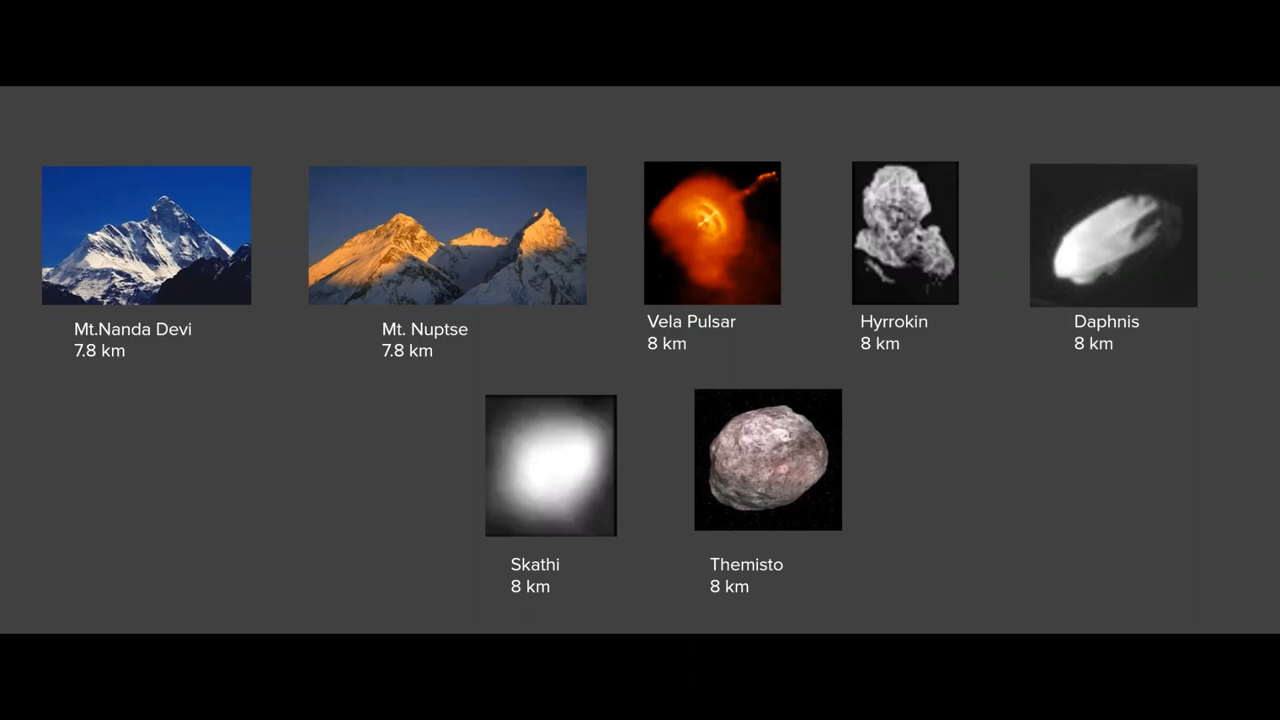 Mt.Nanda Devi
7.8 km
Mt. Nuptse
7.8 km
Vela Pulsar
8 km
Hyrrokin
8 km
Daphnis
8 km
Skathi
8 km
Themisto
8 km